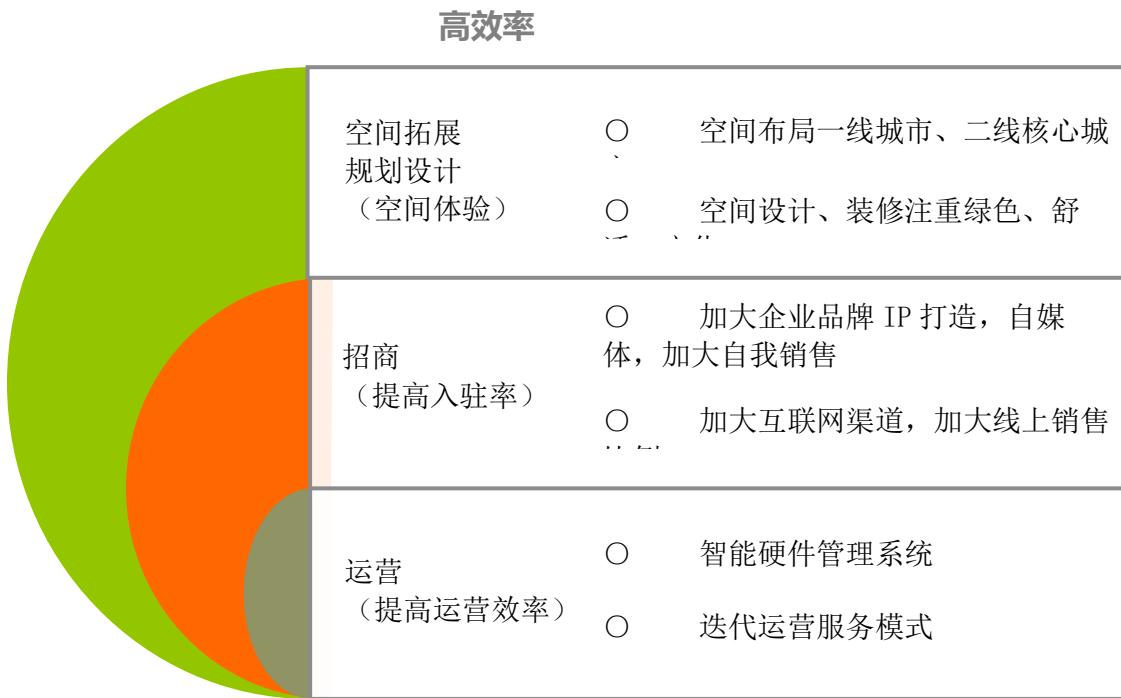 高效率
空间拓展
规划设计
（空间体验）
○ 空间布局一线城市、二线核心城
○ 空间设计、装修注重绿色、舒
招商
（提高入驻率）
○ 加大企业品牌 IP 打造，自媒
体，加大自我销售
○ 加大互联网渠道，加大线上销售
运营
（提高运营效率）
○ 智能硬件管理系统
○ 迭代运营服务模式